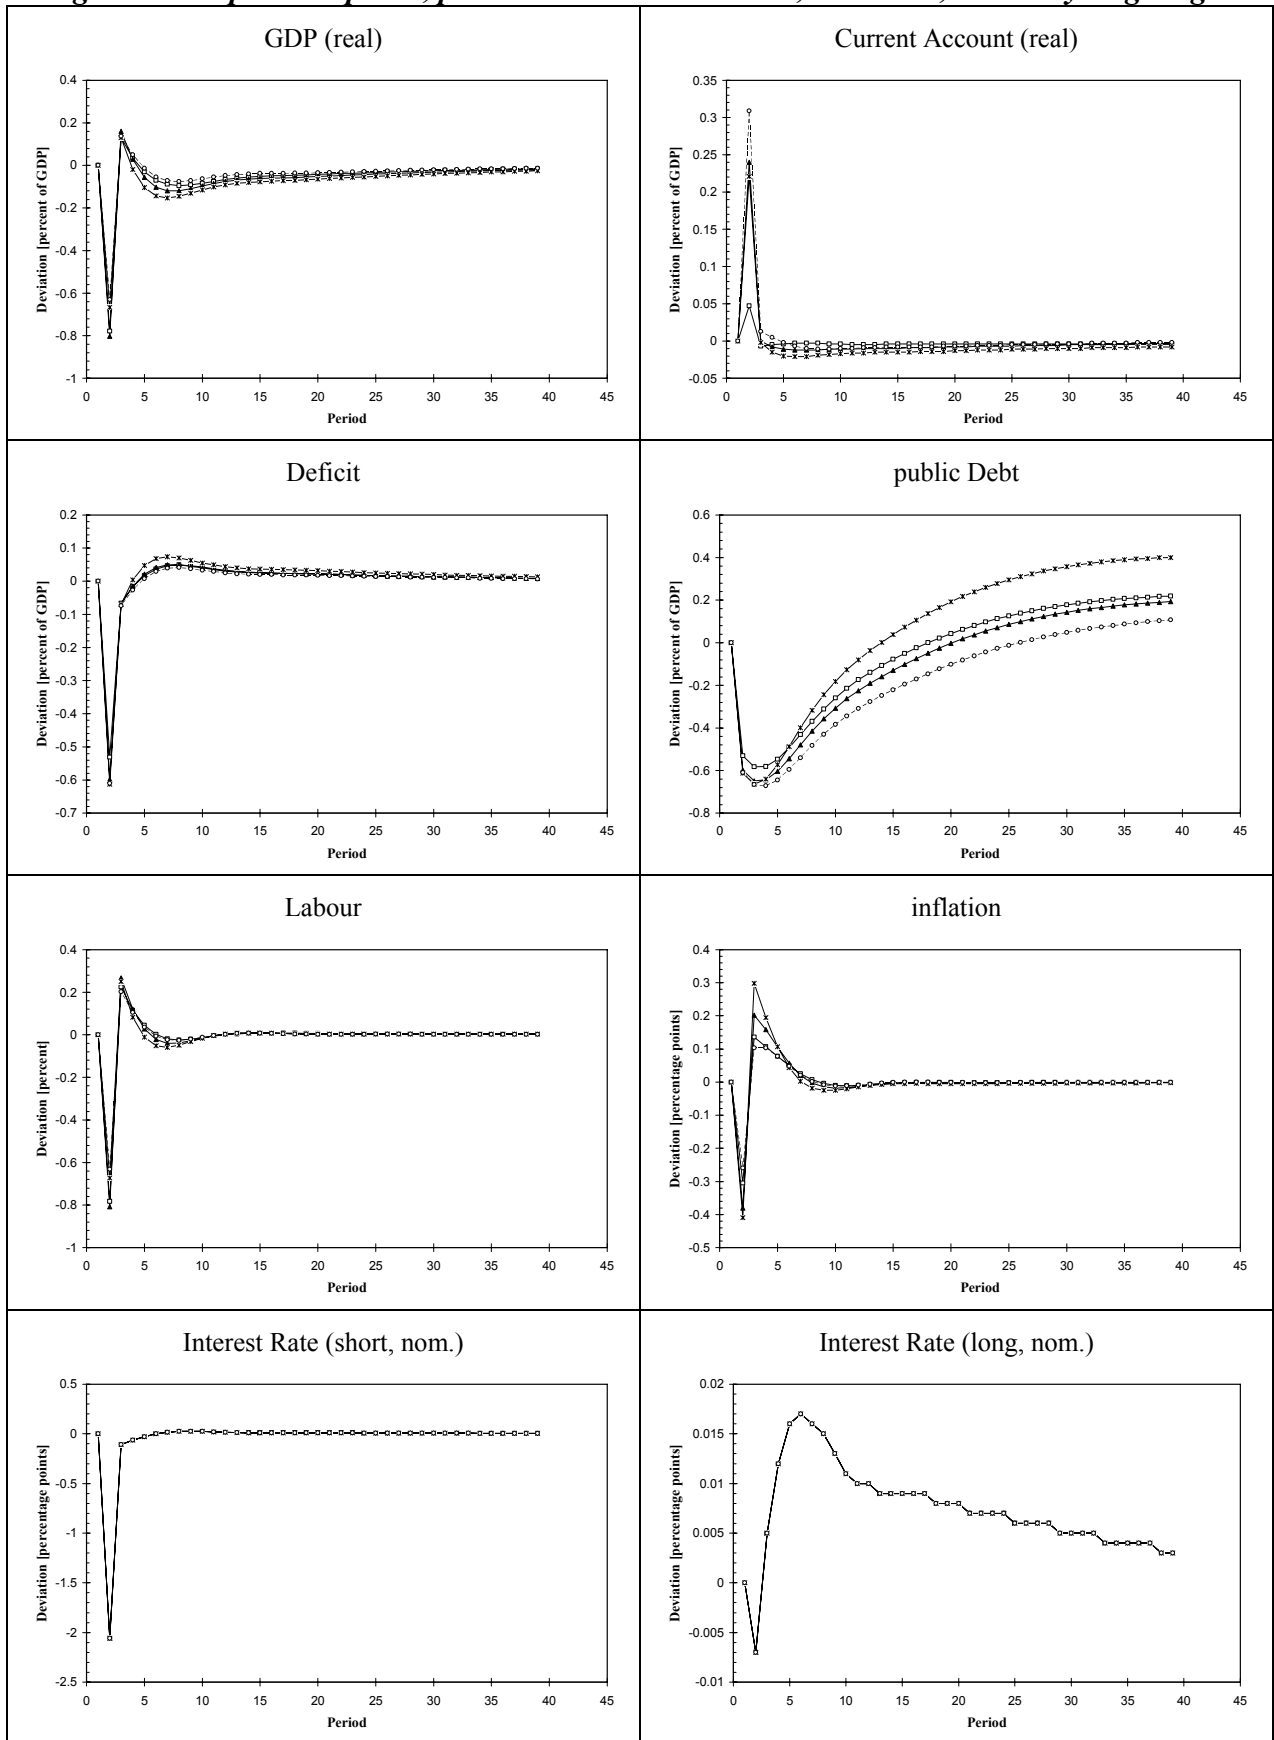 GDP (real)
Deviation [percent of GDP]
0.4
0.2
0
-0.2
-0.4
-0.6
-0.8
-1
0 5 10 15 20 25 30 35 40 45
Period
Current Account (real)
Deviation [percent of GDP]
0.35
0.3
0.25
0.2
0.15
0.1
0.05
0
-0.05
0 5 10 15 20 25 30 35 40 45
Period
Deficit
Deviation [percent of GDP]
0.2
0.1
0
-0.1
-0.2
-0.3
-0.4
-0.5
-0.6
-0.7
0 5 10 15 20 25 30 35 40 45
Period
public Debt
Deviation [percent of GDP]
0.6
0.4
0.2
0
-0.2
-0.4
-0.6
-0.8
0 5 10 15 20 25 30 35 40 45
Period
Labour
Deviation [percent]
0.4
0.2
0
-0.2
-0.4
-0.6
-0.8
-1
0 5 10 15 20 25 30 35 40 45
Period
inflation
Deviation [percentage points]
0.4
0.3
0.2
0.1
0
-0.1
-0.2
-0.3
-0.4
-0.5
0 5 10 15 20 25 30 35 40 45
Period
Interest Rate (short, nom.)
Deviation [percentage points]
0.5
0
-0.5
-1
-1.5
-2
-2.5
0 5 10 15 20 25 30 35 40 45
Period
Interest Rate (long, nom.)
Deviation [percentage points]
0.02
0.015
0.01
0.005
0
-0.005
-0.01
0 5 10 15 20 25 30 35 40 45
Period